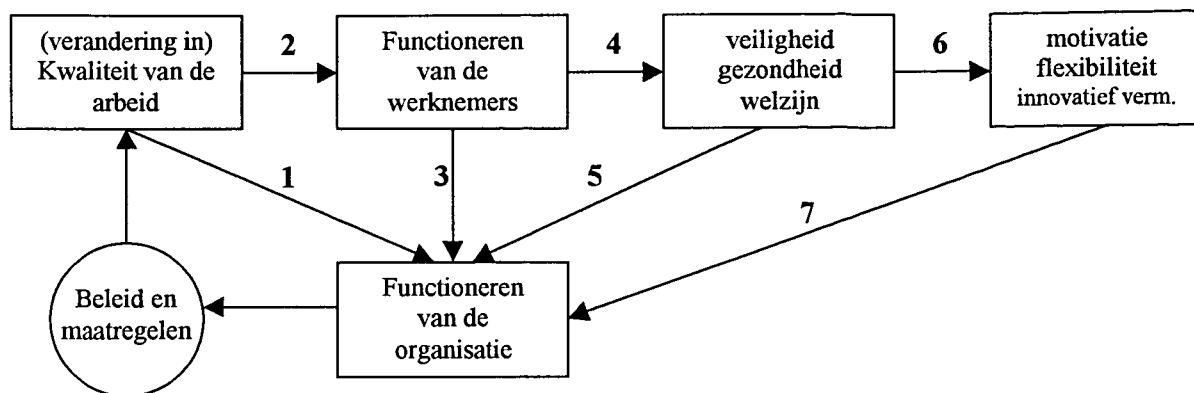 (verandering in)
Kwaliteit van de
arbeid
2
Functioneren
van de
werknemers
4
veiligheid
gezondheid
welzijn
6
motivatie
flexibiliteit
innovatief verm.
1
3
5
7
Beleid en
maatregelen
Functioneren
van de
organisatie